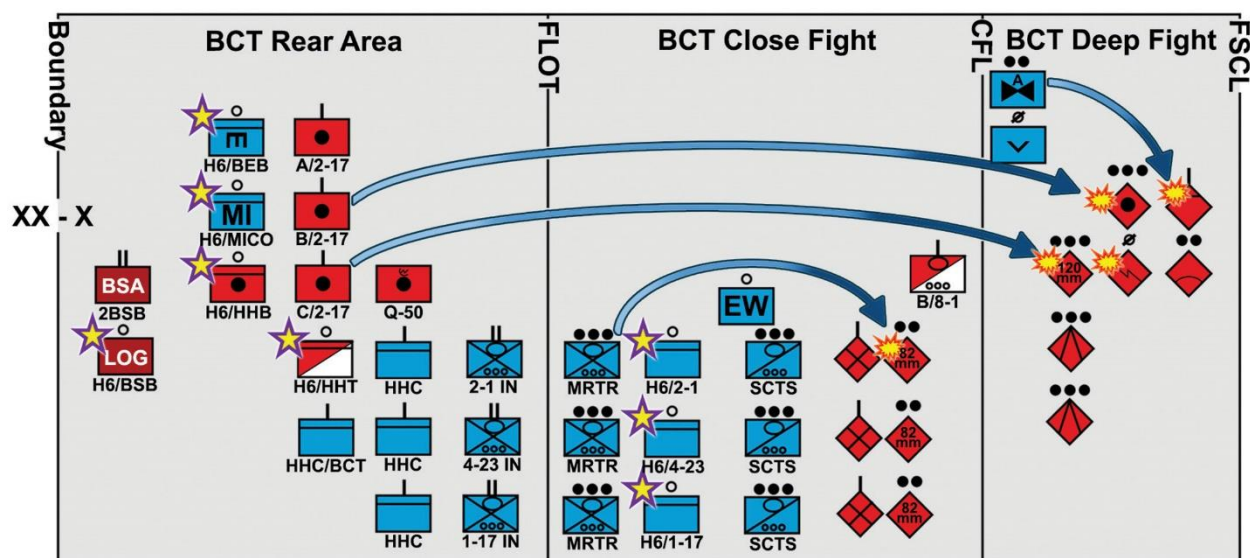 BCT Rear Area
BCT Close Fight
BCT Deep Fight
Boundary
FLOT
CFL
FSCL
XX - X
E
H6/BEB
A/2-17
A
MI
H6/MICO
B/2-17
H6/HHB
C/2-17
Q-50
BSA
2BSB
LOG
H6/BSB
H6/HHT
HHC
2-1 IN
MRTR
H6/2-1
EW
SCTS
B/8-1
82
mm
120
mm
HHC/BCT
HHC
4-23 IN
MRTR
H6/4-23
SCTS
82
mm
HHC
1-17 IN
MRTR
H6/1-17
SCTS
82
mm